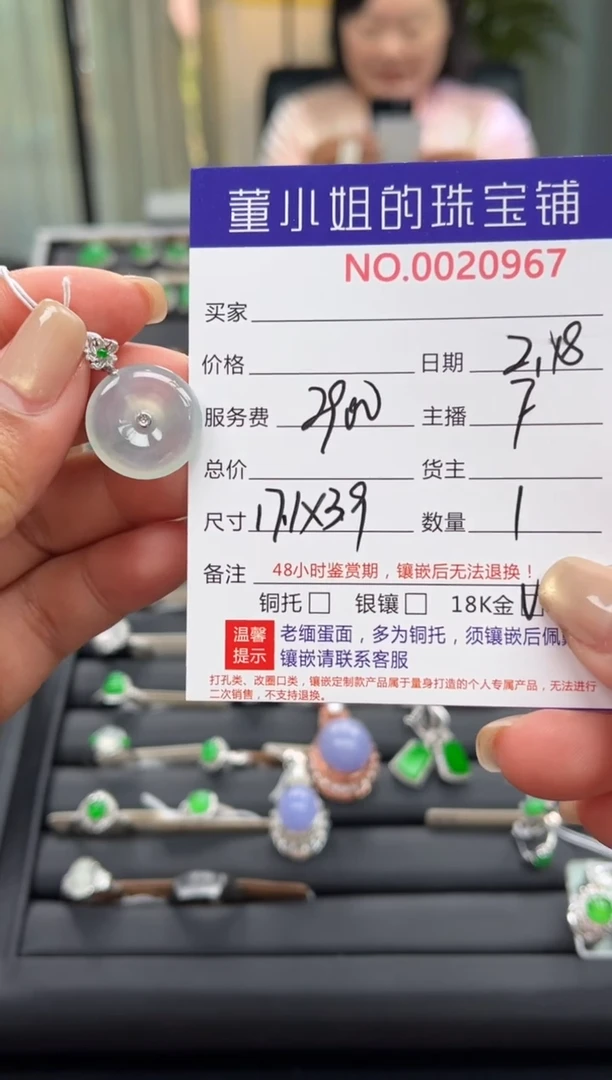 董小姐的珠宝铺
NO.0020967
买家
价格 日期 2.18
服务费 2900 主播 7
总价 货主
尺寸 17.1X3.9 数量 1
备注 48小时鉴赏期，镶嵌后无法退换！
铜托□ 银镶□ 18K金
温馨提示 老缅蛋面，多为铜托，须镶嵌后佩
镶嵌请联系客服
打孔类、改圈口类，镶嵌定制款产品属于量身打造的个人专属产品，无法进行
二次销售，不支持退换。